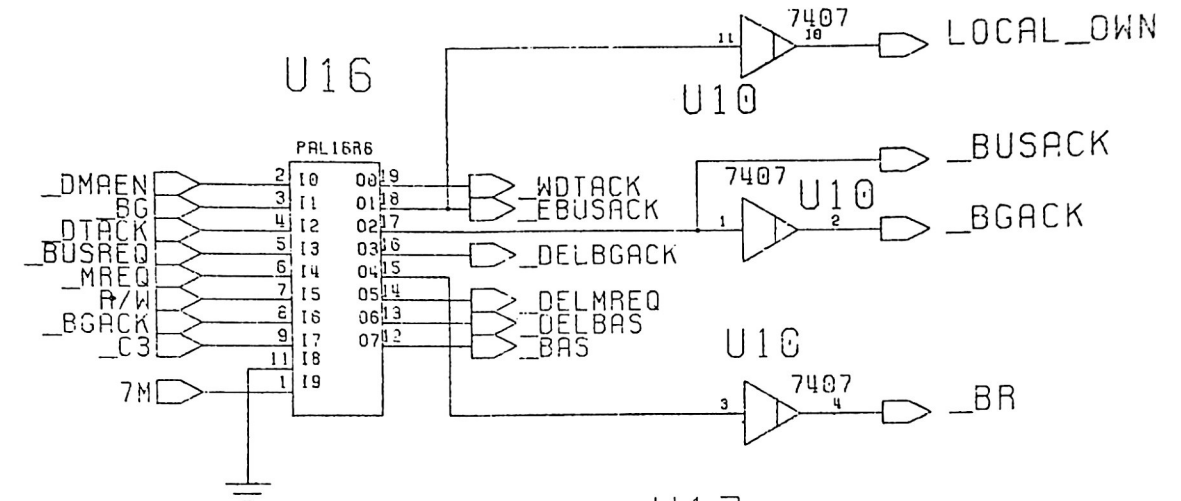 7407
11
10
LOCAL_OWN
U16
U10
PAL16R6
_BUSACK
_DMAEN 2 I0 O0 19 _WDTACK
7407 U10
_BG 3 I1 O1 18 _EBUSACK
_DTACK 4 I2 O2 17
1 2 _BGACK
_BUSREQ 5 I3 O3 16 _DELBGACK
_MREQ 6 I4 O4 15
R/W 7 I5 O5 14 _DELMREQ
_BGACK 8 I6 O6 13 _DELBAS
_C3 9 I7 O7 12 _BAS
11 I8
U10
7M 1 I9
7407
3 4 _BR